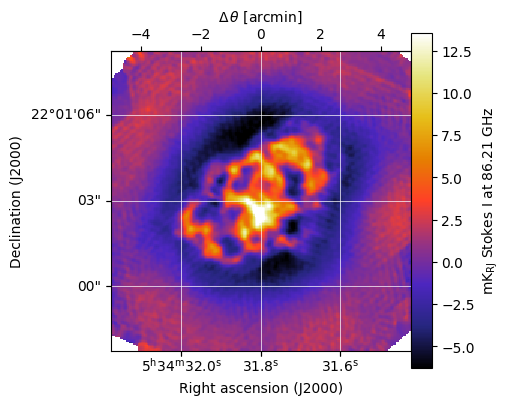 Δθ [arcmin]
−4 −2 0 2 4
22°01'06"
03"
00"
5ʰ34ᵐ32.0ˢ 31.8ˢ 31.6ˢ
Right ascension (J2000)
Declination (J2000)
12.5
10.0
7.5
5.0
2.5
0.0
−2.5
−5.0
mK_RJ Stokes I at 86.21 GHz